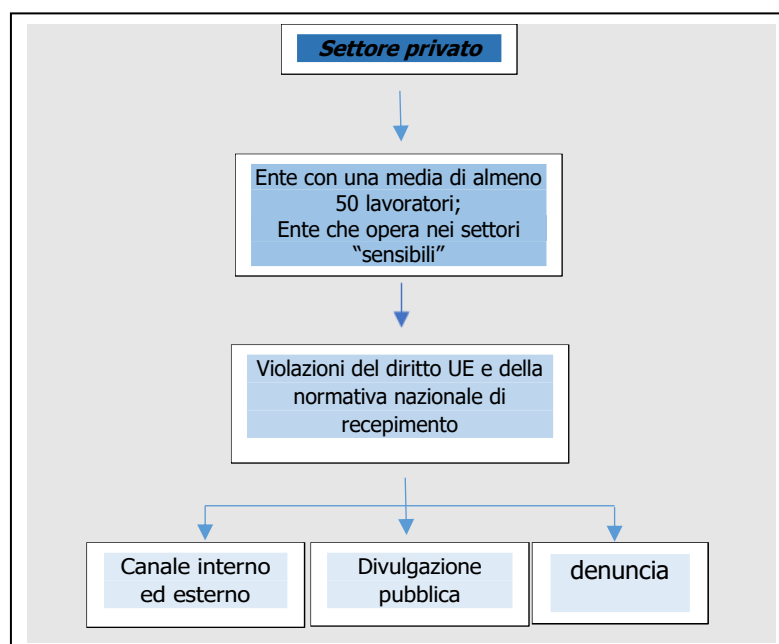 Settore privato
Ente con una media di almeno
50 lavoratori;
Ente che opera nei settori
“sensibili”
Violazioni del diritto UE e della
normativa nazionale di
recepimento
Canale interno
ed esterno
Divulgazione
pubblica
denuncia